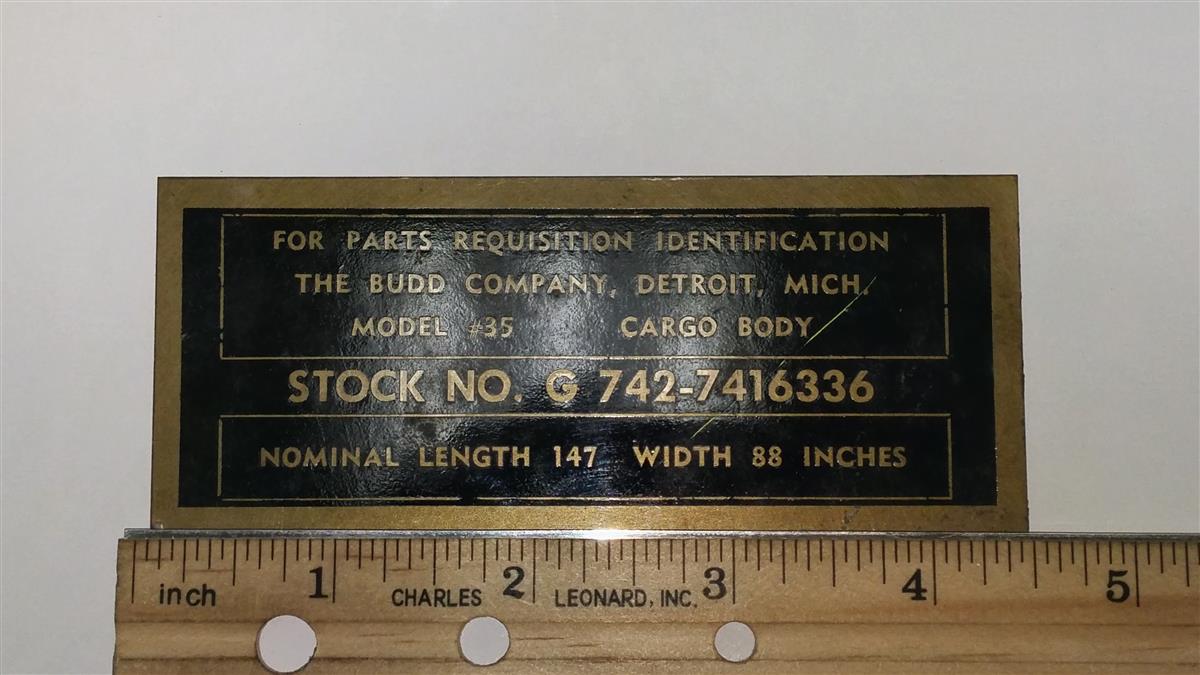 FOR PARTS REQUISITION IDENTIFICATION
THE BUDD COMPANY, DETROIT, MICH.
MODEL #35 CARGO BODY
STOCK NO. G 742-7416336
NOMINAL LENGTH 147 WIDTH 88 INCHES
inch 1 CHARLES 2 LEONARD, INC. 3 4 5